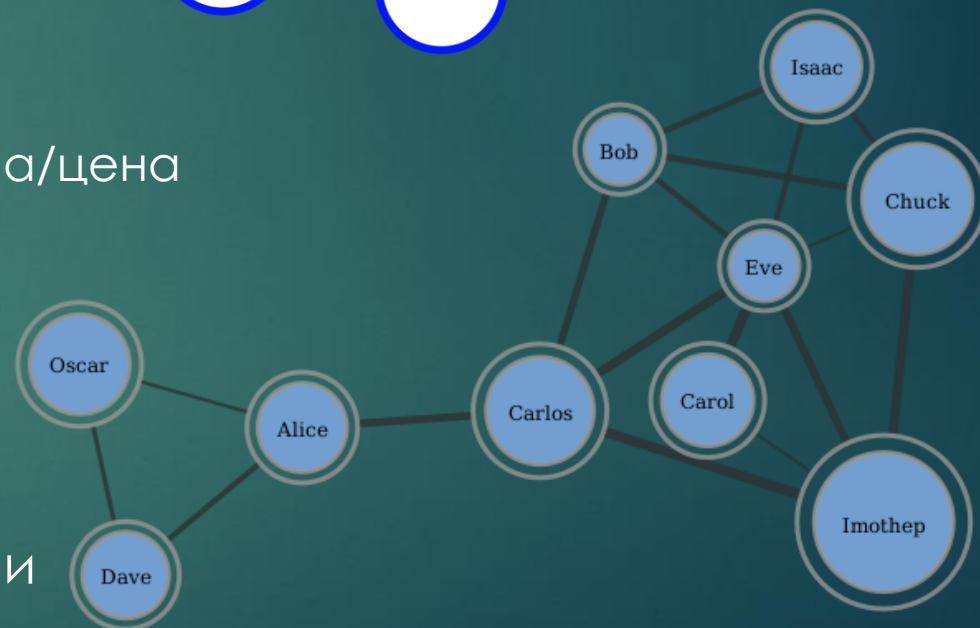 Isaac
Bob
а/цена
Chuck
Eve
Oscar
Carol
Carlos
Alice
Imothep
и
Dave